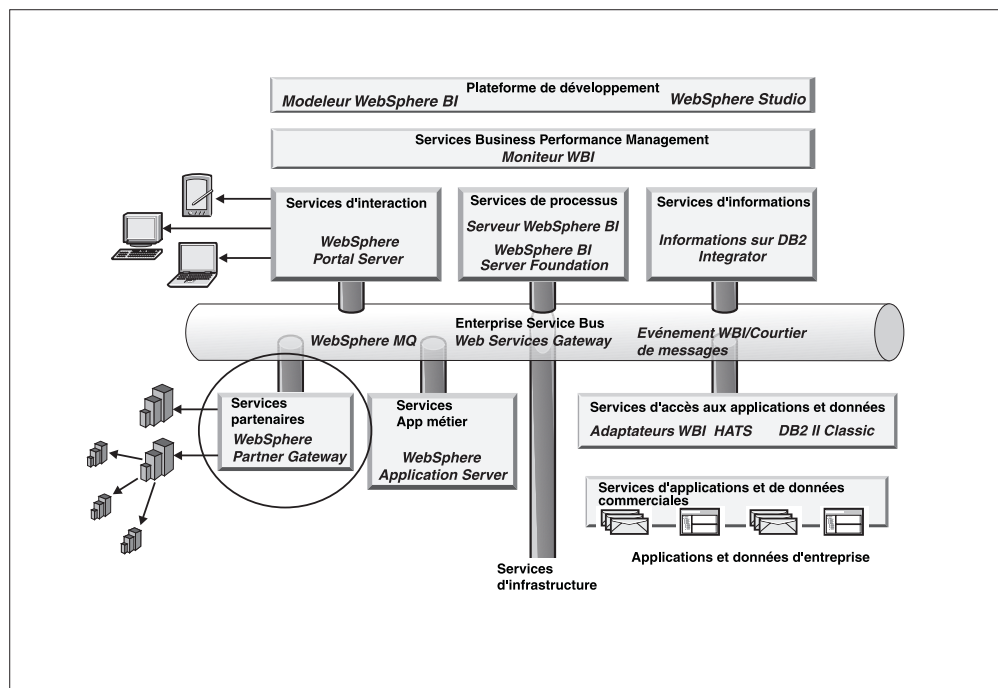 Plateforme de développement
Modeleur WebSphere BI
WebSphere Studio
Services Business Performance Management
Moniteur WBI
Services d'interaction
WebSphere
Portal Server
Services de processus
Serveur WebSphere BI
WebSphere BI
Server Foundation
Services d'informations
Informations sur DB2
Integrator
Enterprise Service Bus
WebSphere MQ
Web Services Gateway
Evénement WBI/Courtier
de messages
Services
partenaires
WebSphere
Partner Gateway
Services
App métier
WebSphere
Application Server
Services d'accès aux applications et données
Adaptateurs WBI HATS DB2 II Classic
Services d'applications et de données
commerciales
Applications et données d'entreprise
Services
d'infrastructure